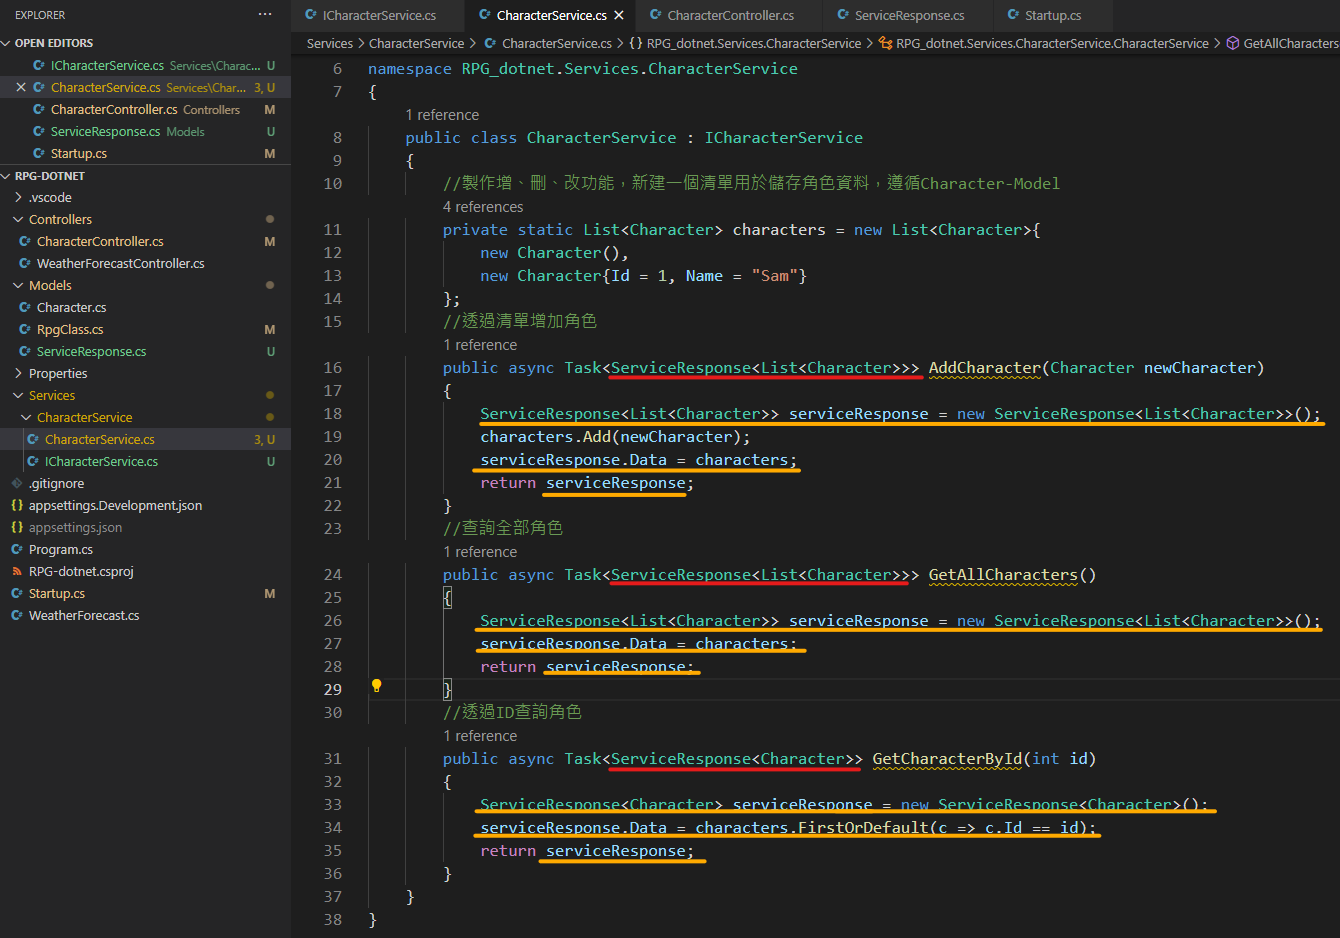 EXPLORER
···
OPEN EDITORS
ICharacterService.cs Services\Charac... U
CharacterService.cs Services\Char... 3, U
CharacterController.cs Controllers M
ServiceResponse.cs Models U
Startup.cs M
RPG-DOTNET
.vscode
Controllers
CharacterController.cs M
WeatherForecastController.cs
Models
Character.cs
RpgClass.cs M
ServiceResponse.cs U
Properties
Services
CharacterService
CharacterService.cs 3, U
ICharacterService.cs U
.gitignore
appsettings.Development.json
appsettings.json
Program.cs
RPG-dotnet.csproj
Startup.cs M
WeatherForecast.cs
ICharacterService.cs CharacterService.cs CharacterController.cs ServiceResponse.cs Startup.cs
Services > CharacterService > CharacterService.cs > {} RPG_dotnet.Services.CharacterService > RPG_dotnet.Services.CharacterService.CharacterService > GetAllCharacters
6 namespace RPG_dotnet.Services.CharacterService
7 {
1 reference
8 public class CharacterService : ICharacterService
9 {
10 //製作增、刪、改功能，新建一個清單用於儲存角色資料，遵循Character-Model
4 references
11 private static List<Character> characters = new List<Character>{
12 new Character(),
13 new Character{Id = 1, Name = "Sam"}
14 };
15 //透過清單增加角色
1 reference
16 public async Task<ServiceResponse<List<Character>>> AddCharacter(Character newCharacter)
17 {
18 ServiceResponse<List<Character>> serviceResponse = new ServiceResponse<List<Character>>();
19 characters.Add(newCharacter);
20 serviceResponse.Data = characters;
21 return serviceResponse;
22 }
23 //查詢全部角色
1 reference
24 public async Task<ServiceResponse<List<Character>>> GetAllCharacters()
25 {
26 ServiceResponse<List<Character>> serviceResponse = new ServiceResponse<List<Character>>();
27 serviceResponse.Data = characters;
28 return serviceResponse;
29 }
30 //透過ID查詢角色
1 reference
31 public async Task<ServiceResponse<Character>> GetCharacterById(int id)
32 {
33 ServiceResponse<Character> serviceResponse = new ServiceResponse<Character>();
34 serviceResponse.Data = characters.FirstOrDefault(c => c.Id == id);
35 return serviceResponse;
36 }
37 }
38 }